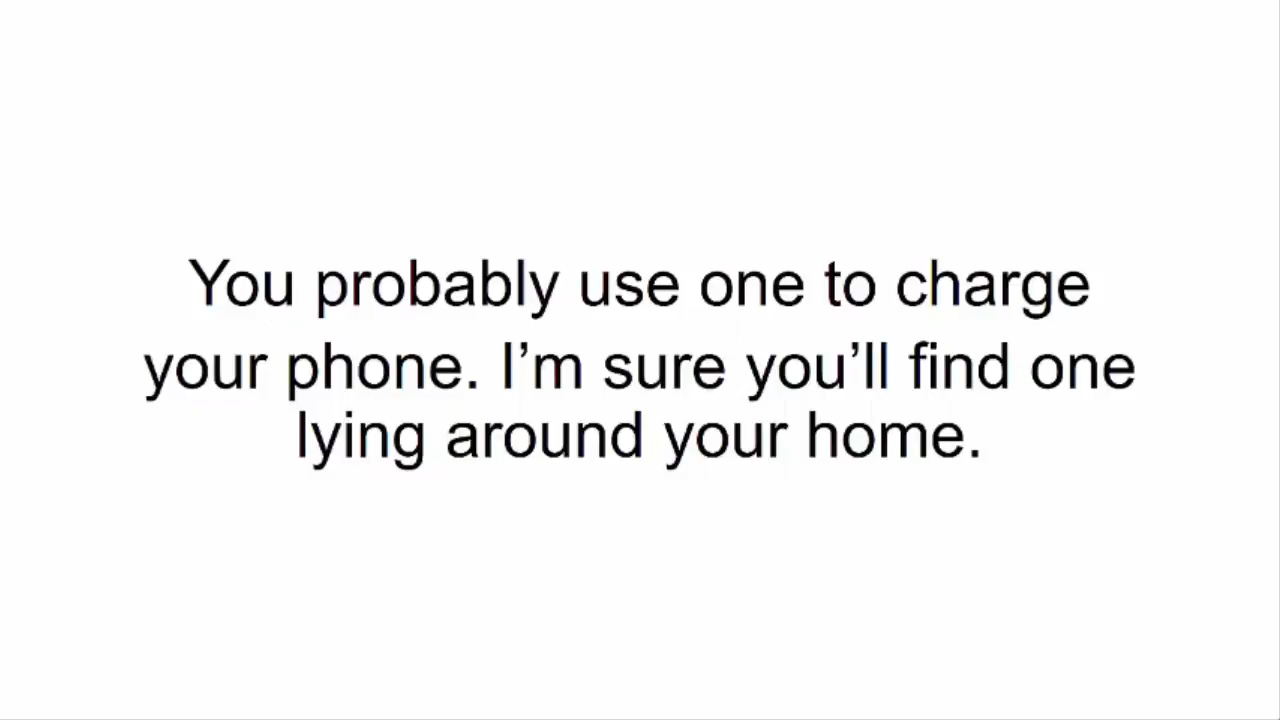 You probably use one to charge
your phone. I’m sure you’ll find one
lying around your home.